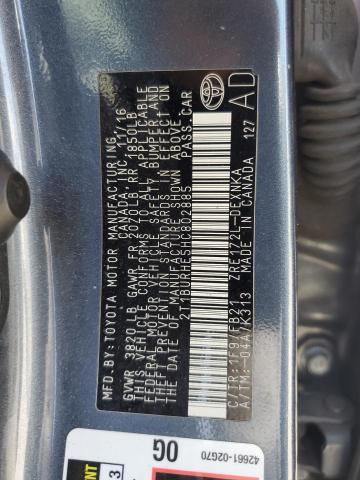 MFD.BY:TOYOTA MOTOR MANUFACTURING
CANADA, INC. 11/16
GVWR 3820 LB GAWR FR 2070LB RR 1850LB
THIS VEHICLE CONFORMS TO ALL APPLICABLE
FEDERAL MOTOR VEHICLE SAFETY, BUMPER, AND
THEFT PREVENTION STANDARDS IN EFFECT ON
THE DATE OF MANUFACTURE SHOWN ABOVE.
2T1BURHE5HC802885 PASS.CAR
C/TR:1F9/FB21 ZRE172L-DEXNKA
A/TM:-04A/K313 MADE IN CANADA 127
AD
TOYOTA
42661-02G70
0G